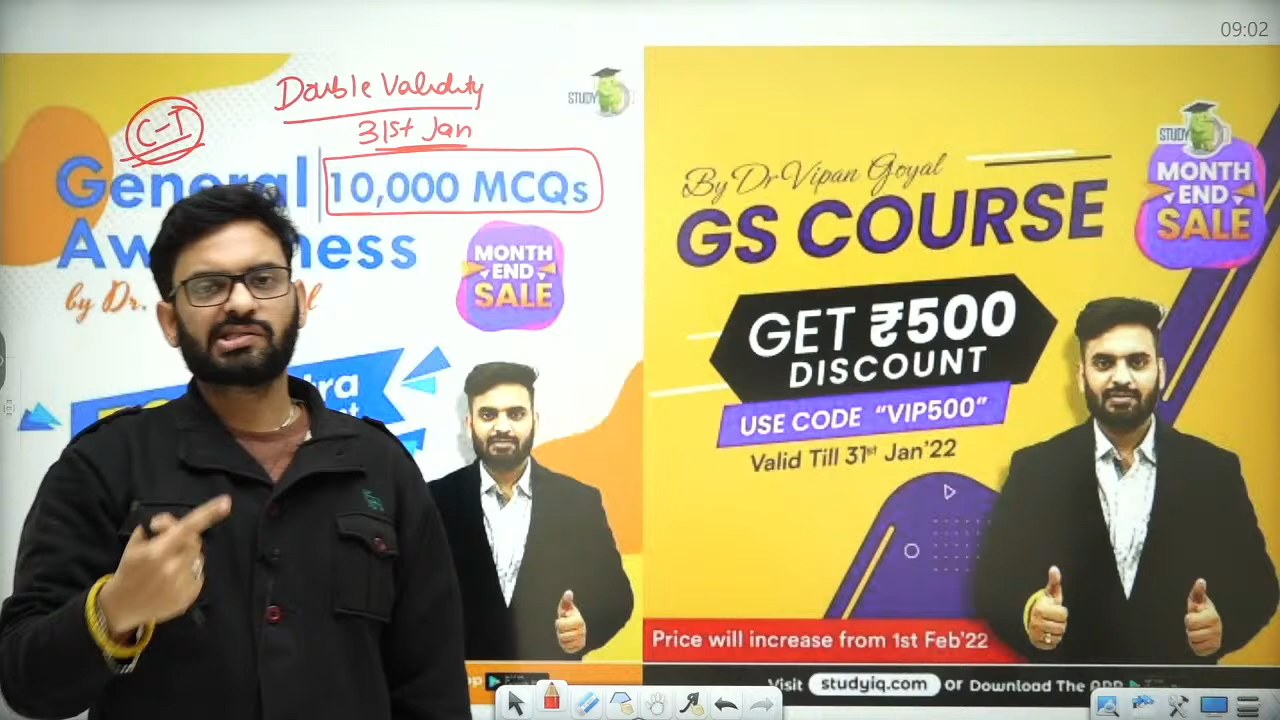 09:02
Double Validity
31st Jan
C-I
General
10,000 MCQs
MONTH
END
SALE
by Dr.
STUDY
By Dr Vipan Goyal
GS COURSE
STUDY
MONTH
END
SALE
GET ₹500
DISCOUNT
USE CODE “VIP500”
Valid Till 31st Jan'22
Price will increase from 1st Feb'22
Visit studyiq.com or Download The APP